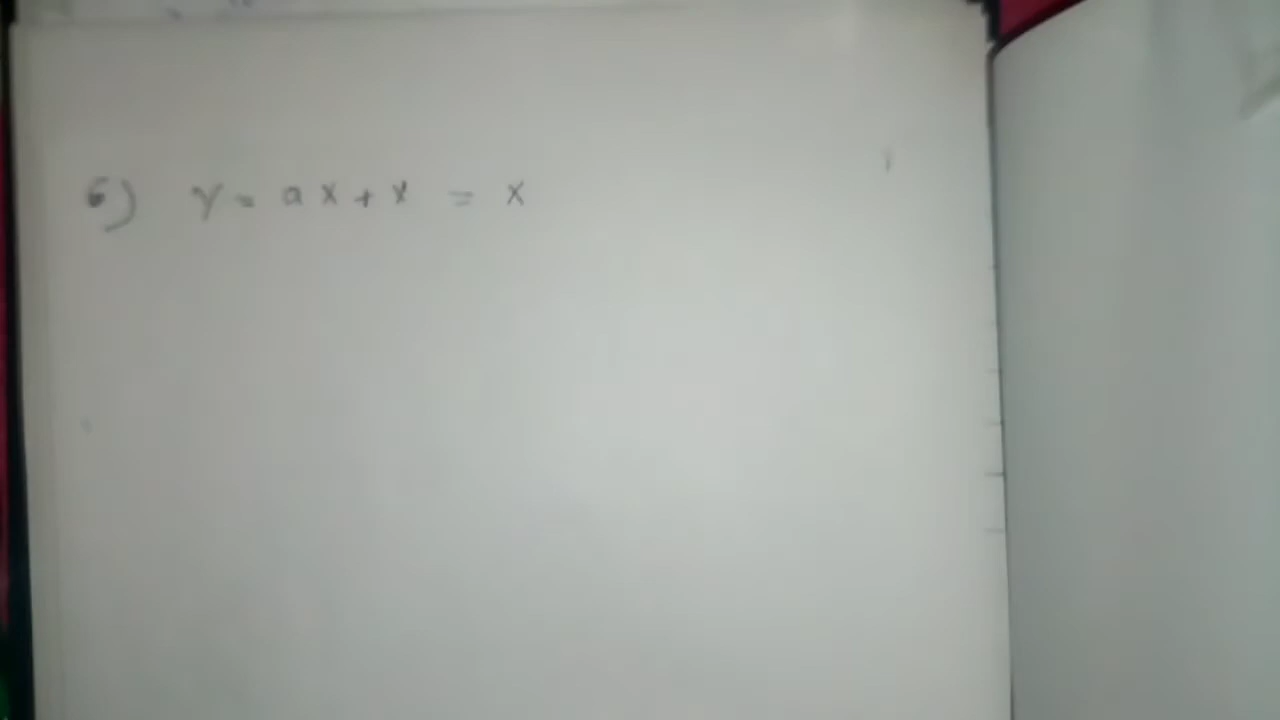 6) y = ax + x = x